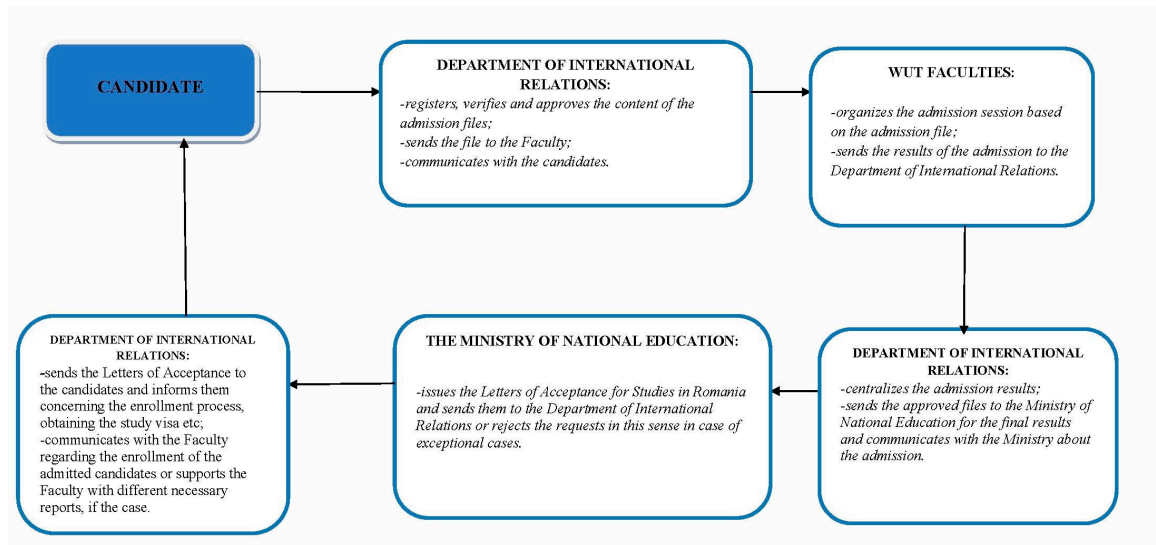 CANDIDATE
DEPARTMENT OF INTERNATIONAL
RELATIONS:
-registers, verifies and approves the content of the
admission files;
-sends the file to the Faculty;
-communicates with the candidates.
WUT FACULTIES:
-organizes the admission session based
on the admission file;
-sends the results of the admission to the
Department of International Relations.
DEPARTMENT OF INTERNATIONAL
RELATIONS:
-centralizes the admission results;
-sends the approved files to the Ministry of
National Education for the final results
and communicates with the Ministry about
the admission.
THE MINISTRY OF NATIONAL EDUCATION:
-issues the Letters of Acceptance for Studies in Romania
and sends them to the Department of International
Relations or rejects the requests in this sense in case of
exceptional cases.
DEPARTMENT OF INTERNATIONAL
RELATIONS:
-sends the Letters of Acceptance to
the candidates and informs them
concerning the enrollment process,
obtaining the study visa etc;
-communicates with the Faculty
regarding the enrollment of the
admitted candidates or supports the
Faculty with different necessary
reports, if the case.